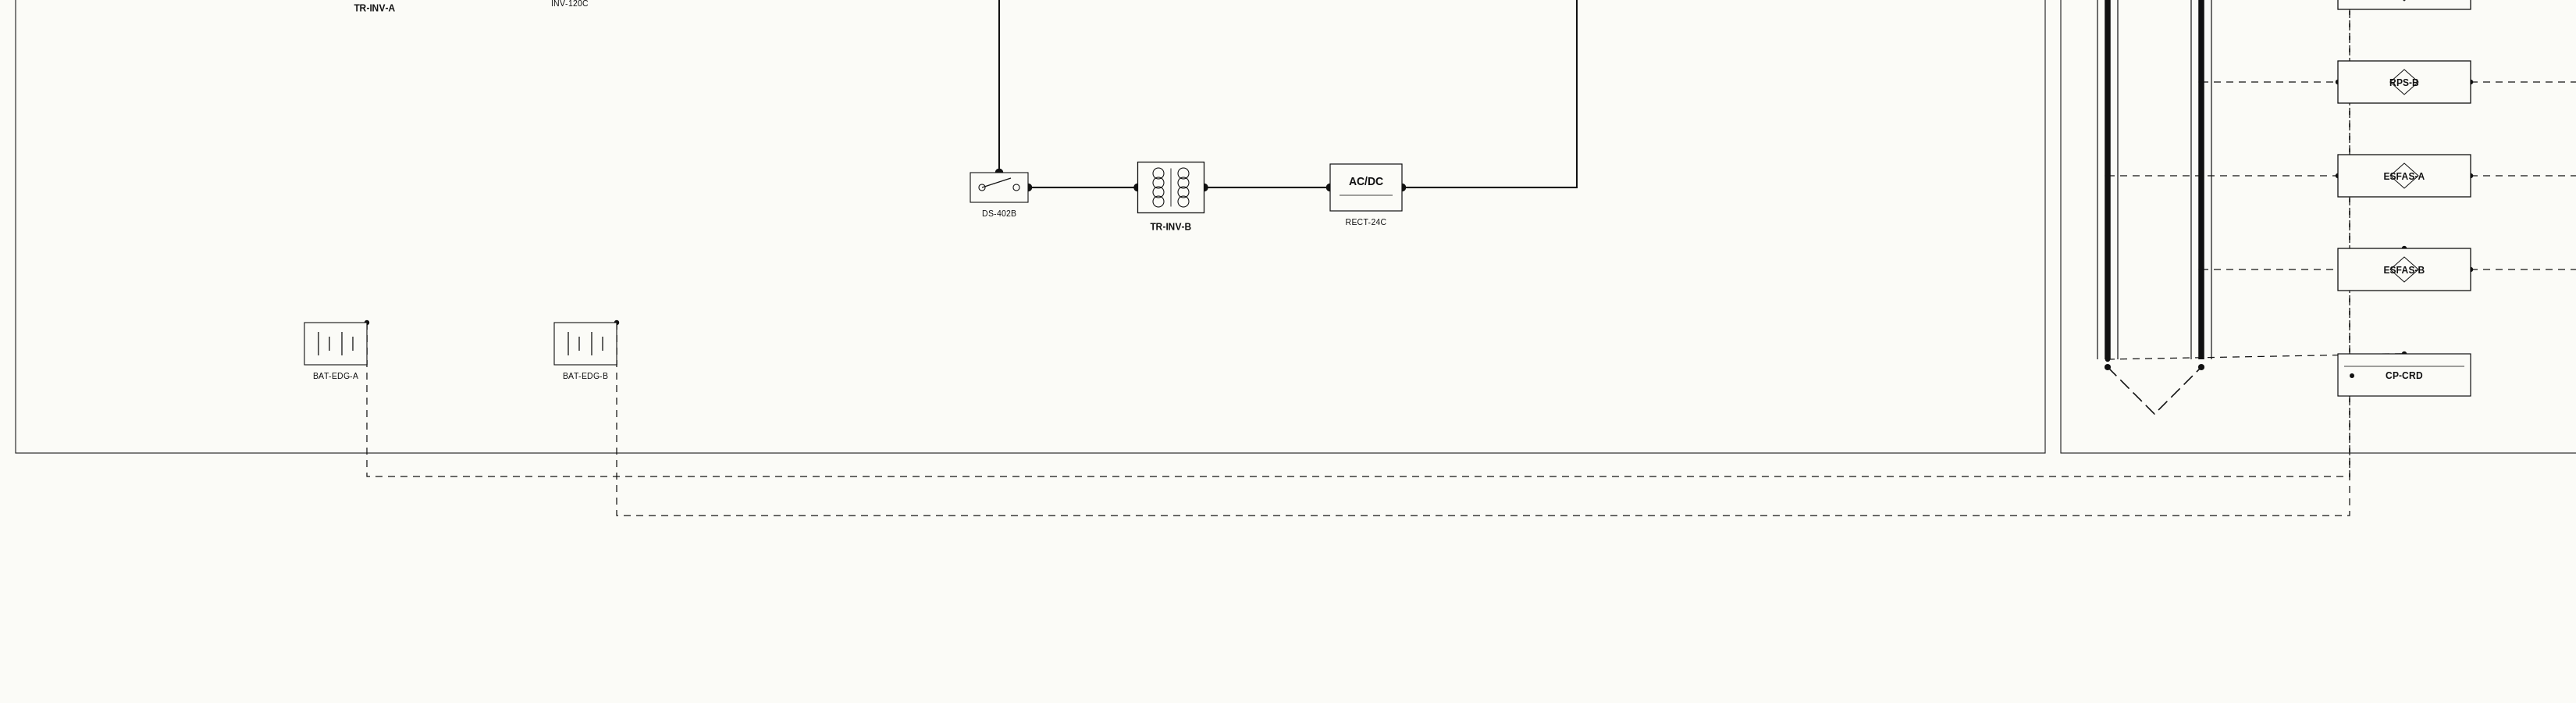 INV-120C
TR-INV-A
RPS-B
ESFAS-A
AC/DC
DS-402B
RECT-24C
TR-INV-B
ESFAS-B
BAT-EDG-A
BAT-EDG-B
CP-CRD